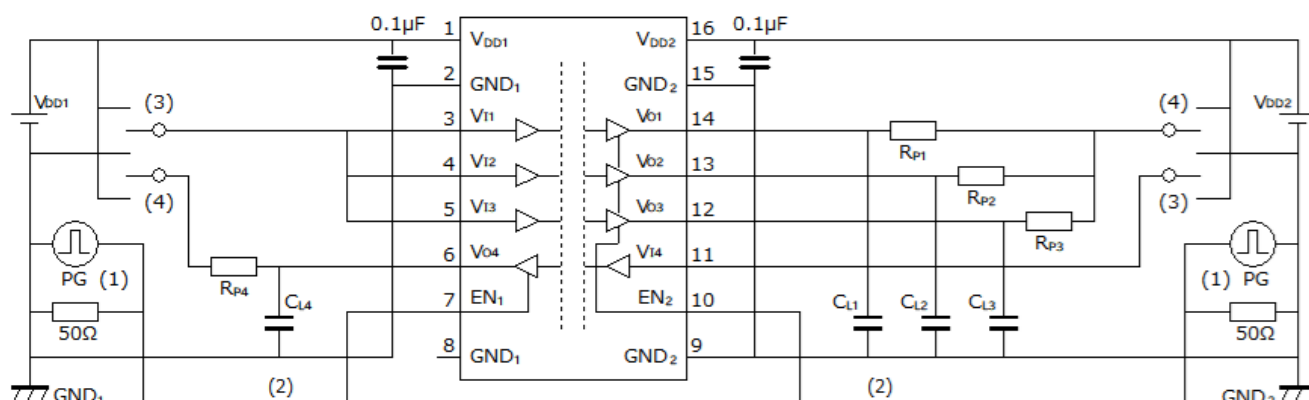 0.1µF
0.1µF
1
VDD1
VDD2
16
2
GND1
GND2
15
VDD1
(3)
(4)
VDD2
3
VI1
VO1
14
RP1
4
VI2
VO2
13
RP2
(4)
(3)
5
VI3
VO3
12
RP3
6
VO4
VI4
11
PG
(1)
RP4
CL4
7
EN1
EN2
10
CL1
CL2
CL3
(1)
PG
50Ω
50Ω
8
GND1
GND2
9
GND1
(2)
(2)
GND2